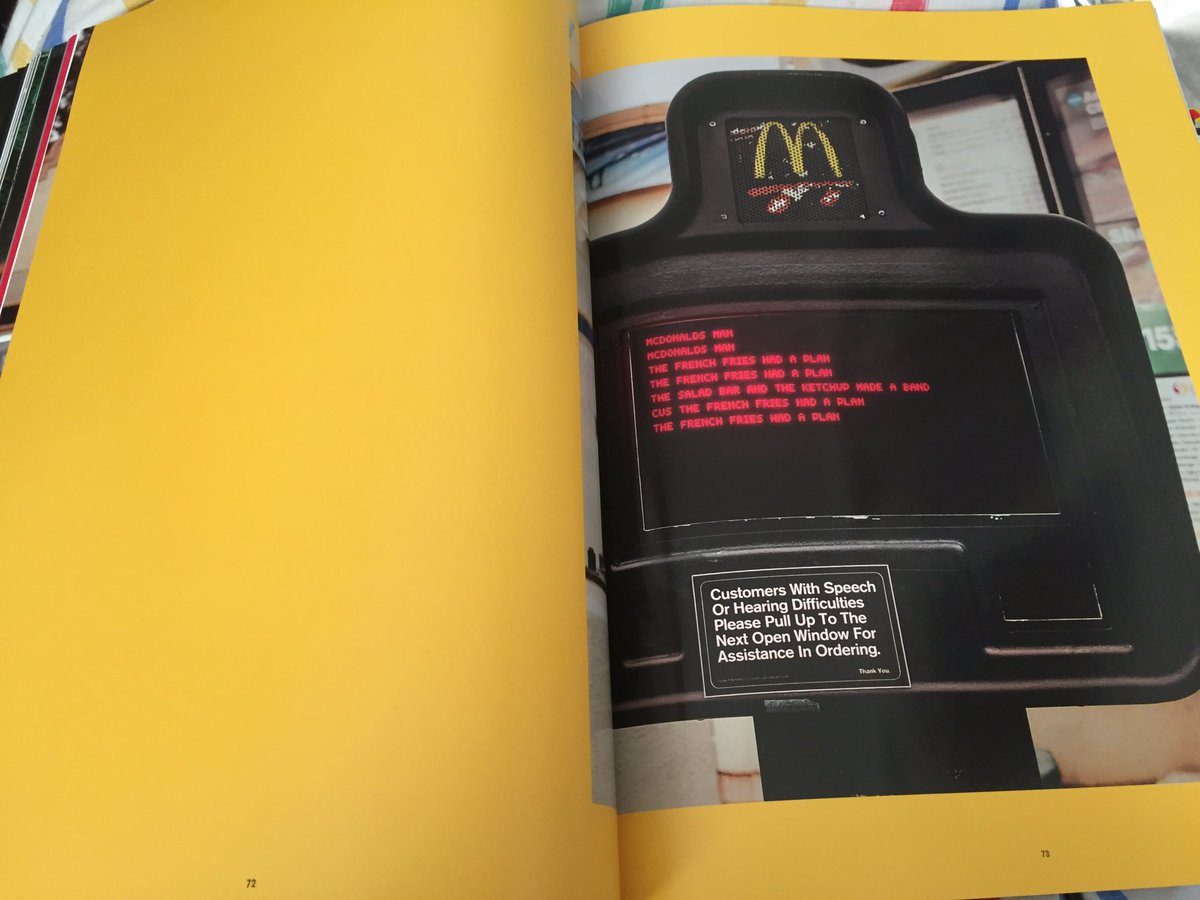 MCDONALDS MAN
MCDONALDS MAN
THE FRENCH FRIES HAD A PLAN
THE FRENCH FRIES HAD A PLAN
THE SALAD BAR AND THE KETCHUP MADE A BAND
CUS THE FRENCH FRIES HAD A PLAN
THE FRENCH FRIES HAD A PLAN
Customers With Speech
Or Hearing Difficulties
Please Pull Up To The
Next Open Window For
Assistance In Ordering.
Thank You.
72
73